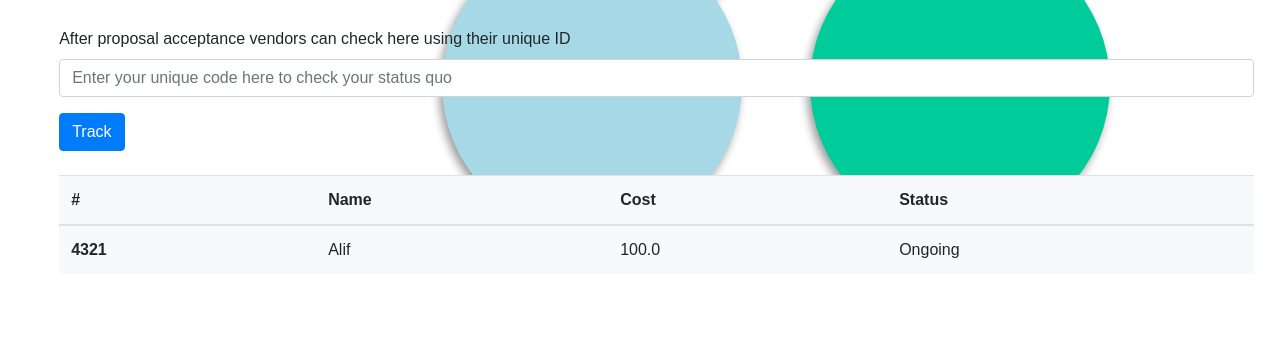 After proposal acceptance vendors can check here using their unique ID
Enter your unique code here to check your status quo
Track
# Name Cost Status
4321 Alif 100.0 Ongoing